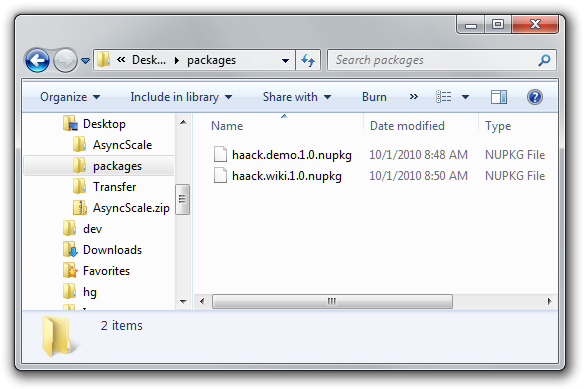 « Desk... packages Search packages
Organize Include in library Share with Burn »
Name Date modified Type
haack.demo.1.0.nupkg 10/1/2010 8:48 AM NUPKG File
haack.wiki.1.0.nupkg 10/1/2010 8:50 AM NUPKG File
Desktop
AsyncScale
packages
Transfer
AsyncScale.zip
dev
Downloads
Favorites
hg
2 items